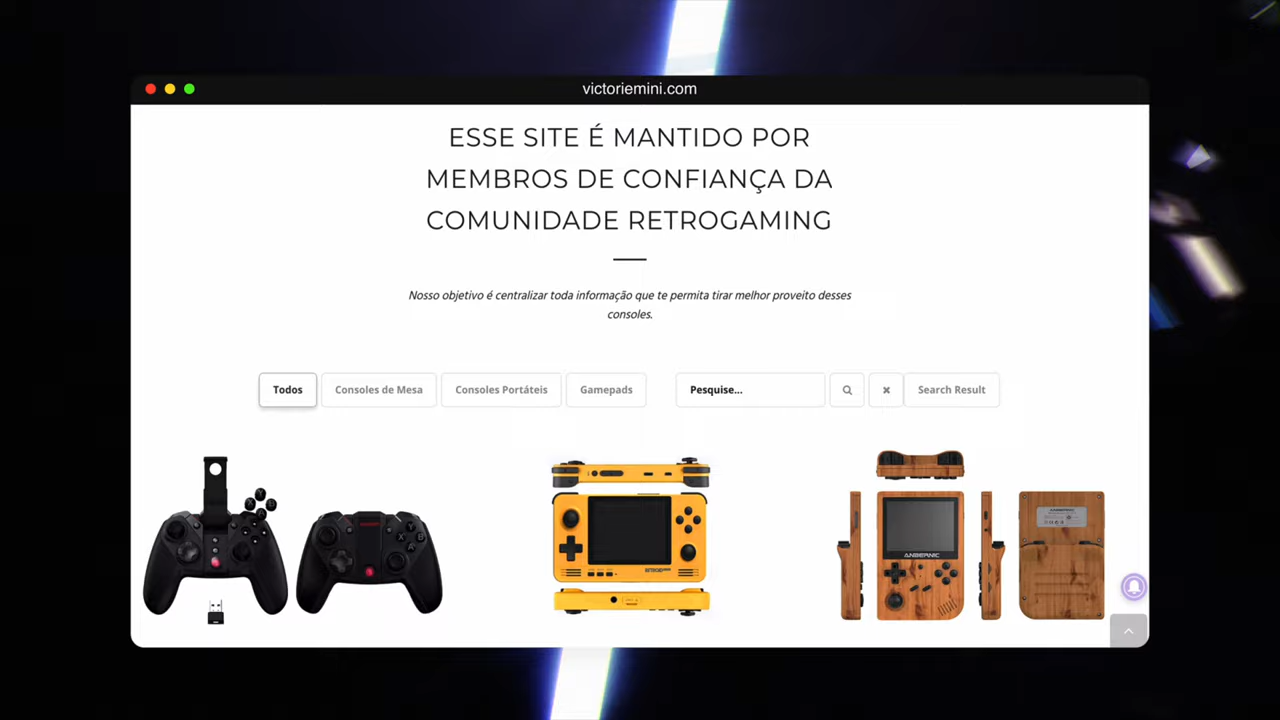 victoriemini.com
ESSE SITE É MANTIDO POR
MEMBROS DE CONFIANÇA DA
COMUNIDADE RETROGAMING
Nosso objetivo é centralizar toda informação que te permita tirar melhor proveito desses
consoles.
Todos
Consoles de Mesa
Consoles Portáteis
Gamepads
Pesquise...
Search Result
ANBERNIC